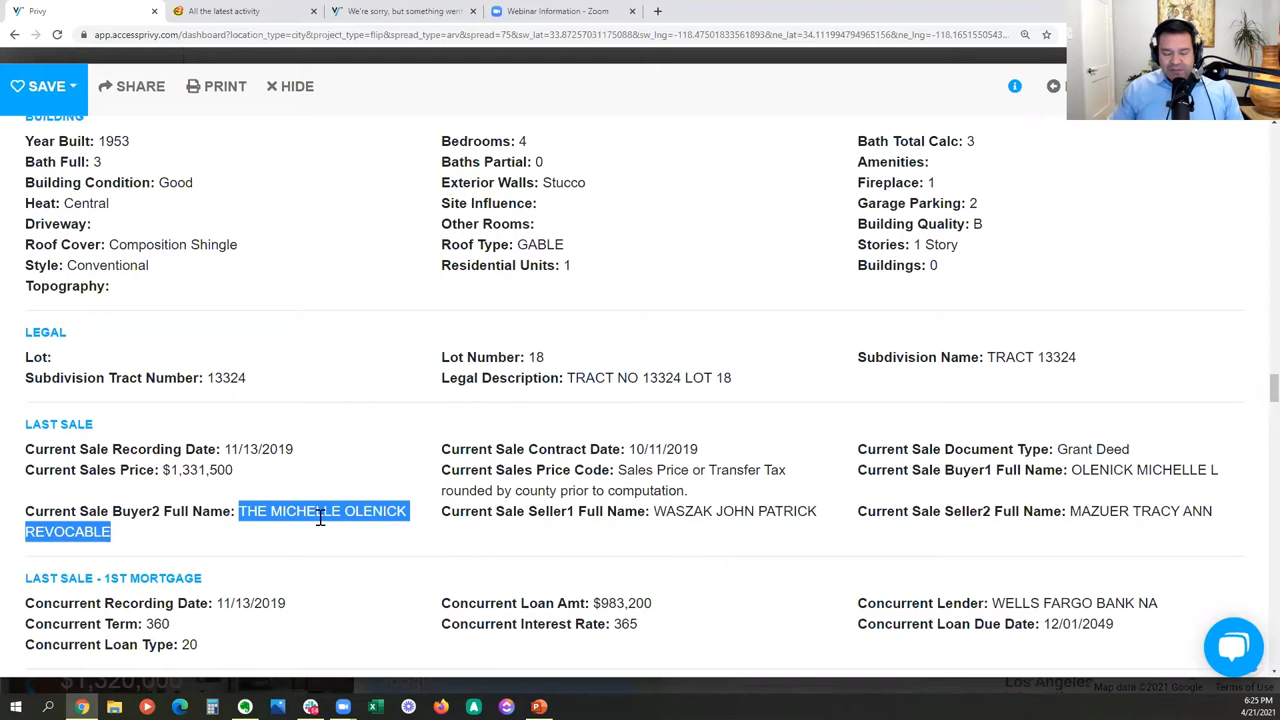 Privy
All the latest activity
We're sorry, but something went
Webinar Information - Zoom
app.accessprivy.com/dashboard?location_type=city&project_type=flip&spread_type=arv&spread=75&sw_lat=33.87257031175088&sw_lng=-118.47501833561893&ne_lat=34.111994794965156&ne_lng=-118.1651550543...
SAVE
SHARE
PRINT
HIDE
BUILDING
Year Built: 1953
Bedrooms: 4
Bath Total Calc: 3
Bath Full: 3
Baths Partial: 0
Amenities:
Building Condition: Good
Exterior Walls: Stucco
Fireplace: 1
Heat: Central
Site Influence:
Garage Parking: 2
Driveway:
Other Rooms:
Building Quality: B
Roof Cover: Composition Shingle
Roof Type: GABLE
Stories: 1 Story
Style: Conventional
Residential Units: 1
Buildings: 0
Topography:
LEGAL
Lot:
Lot Number: 18
Subdivision Name: TRACT 13324
Subdivision Tract Number: 13324
Legal Description: TRACT NO 13324 LOT 18
LAST SALE
Current Sale Recording Date: 11/13/2019
Current Sale Contract Date: 10/11/2019
Current Sale Document Type: Grant Deed
Current Sales Price: $1,331,500
Current Sales Price Code: Sales Price or Transfer Tax
rounded by county prior to computation.
Current Sale Buyer1 Full Name: OLENICK MICHELLE L
Current Sale Buyer2 Full Name: THE MICHELLE OLENICK
REVOCABLE
Current Sale Seller1 Full Name: WASZAK JOHN PATRICK
Current Sale Seller2 Full Name: MAZUER TRACY ANN
LAST SALE - 1ST MORTGAGE
Concurrent Recording Date: 11/13/2019
Concurrent Loan Amt: $983,200
Concurrent Lender: WELLS FARGO BANK NA
Concurrent Term: 360
Concurrent Interest Rate: 365
Concurrent Loan Due Date: 12/01/2049
Concurrent Loan Type: 20
$1,320,000
Los Angeles
Map data ©2021 Google
Terms of Use
6:25 PM
4/21/2021